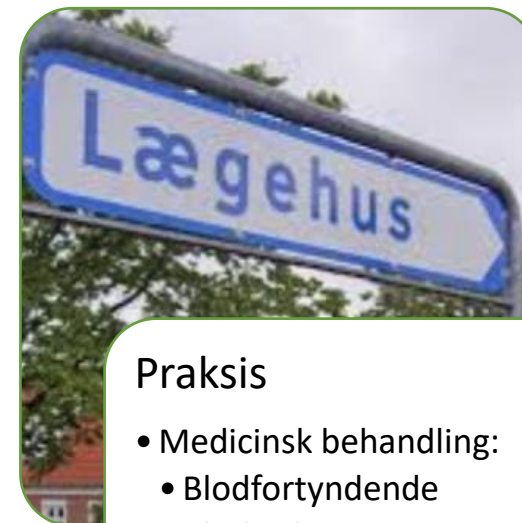 Lægehus
Praksis
• Medicinsk behandling:
• Blodfortyndende